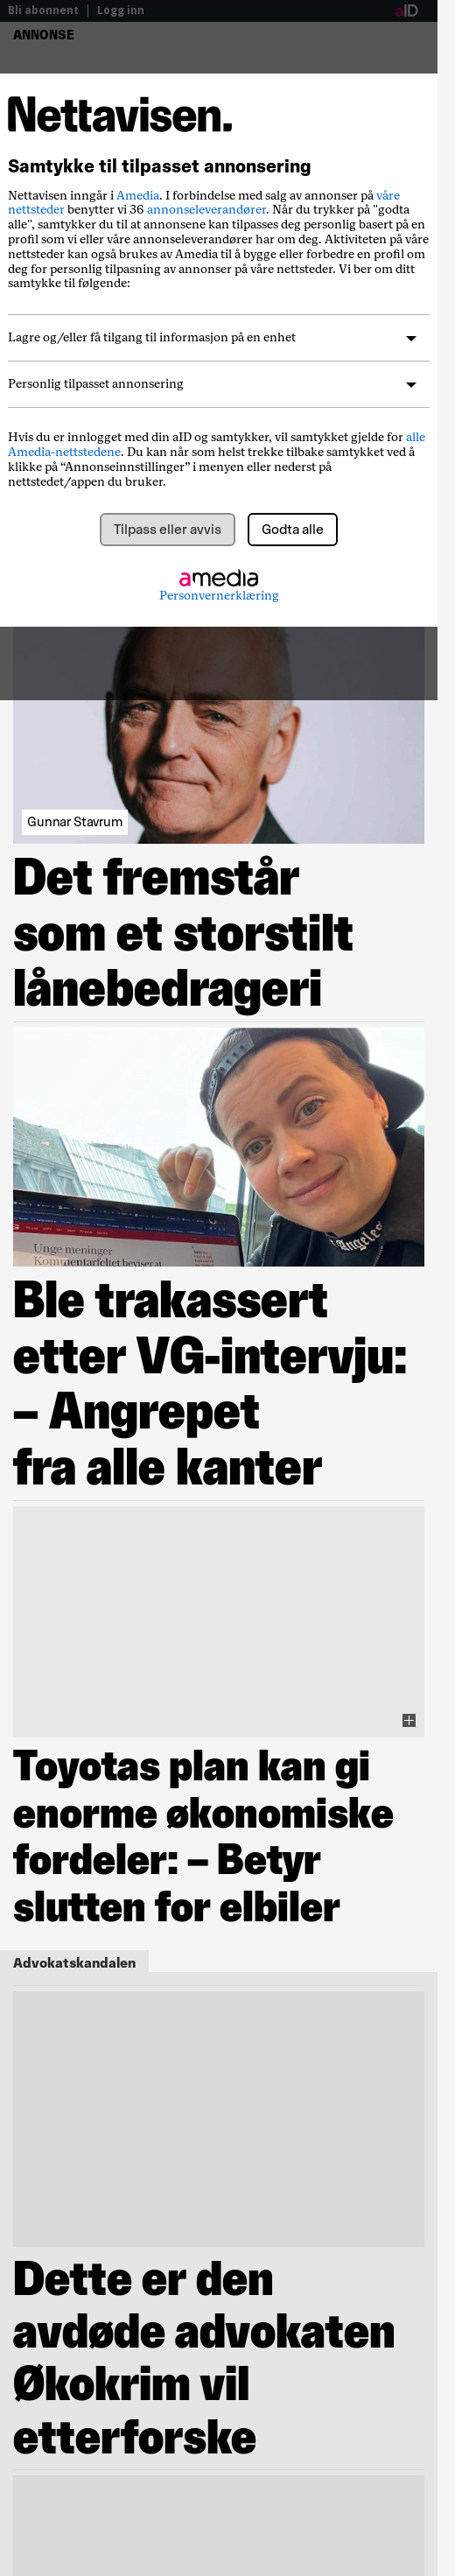 Bli abonnent | Logg inn
aID
ANNONSE
Nettavisen.
Samtykke til tilpasset annonsering
Nettavisen inngår i Amedia. I forbindelse med salg av annonser på våre
nettsteder benytter vi 36 annonseleverandører. Når du trykker på "godta
alle", samtykker du til at annonsene kan tilpasses deg personlig basert på en
profil som vi eller våre annonseleverandører har om deg. Aktiviteten på våre
nettsteder kan også brukes av Amedia til å bygge eller forbedre en profil om
deg for personlig tilpasning av annonser på våre nettsteder. Vi ber om ditt
samtykke til følgende:
Lagre og/eller få tilgang til informasjon på en enhet
Personlig tilpasset annonsering
Hvis du er innlogget med din aID og samtykker, vil samtykket gjelde for alle
Amedia-nettstedene. Du kan når som helst trekke tilbake samtykket ved å
klikke på “Annonseinnstillinger” i menyen eller nederst på
nettstedet/appen du bruker.
Tilpass eller avvis
Godta alle
amedia
Personvernerklæring
Gunnar Stavrum
Det fremstår
som et storstilt
lånebedrageri
Unge meninger
Kommentarfeltet beviser at
Angeles
Ble trakassert
etter VG-intervju:
– Angrepet
fra alle kanter
Toyotas plan kan gi
enorme økonomiske
fordeler: – Betyr
slutten for elbiler
Advokatskandalen
Dette er den
avdøde advokaten
Økokrim vil
etterforske